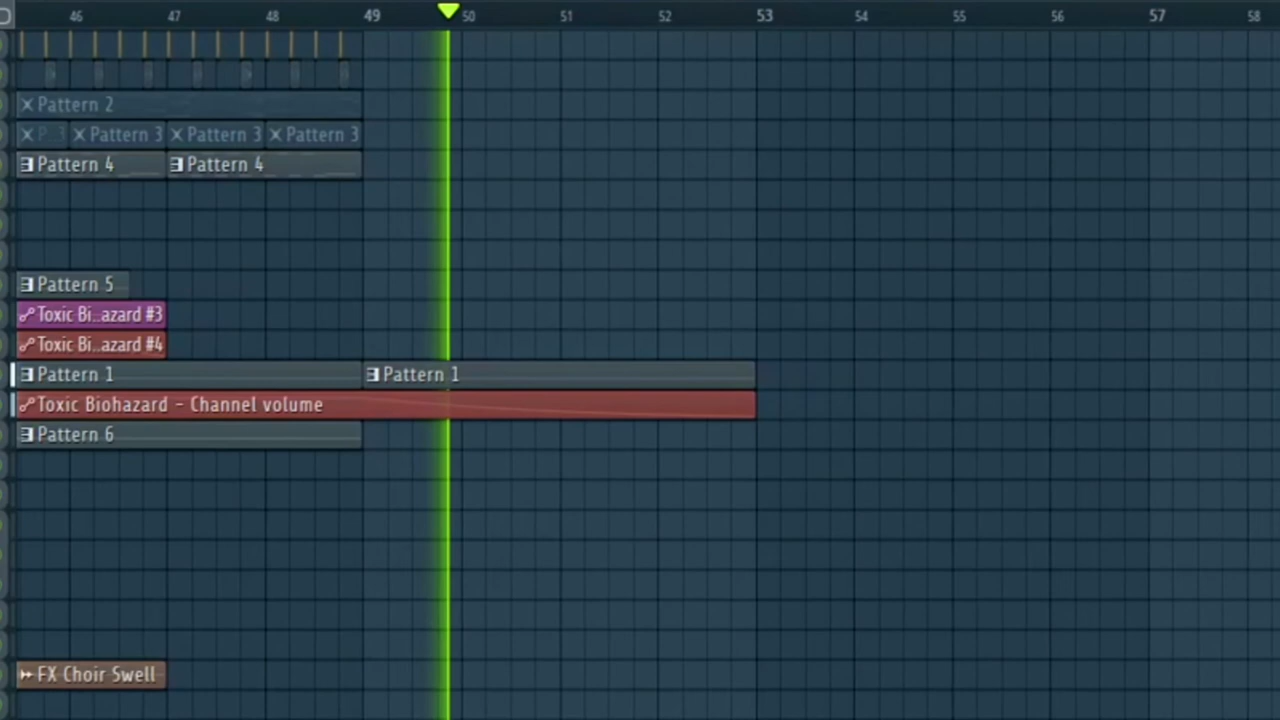 46 47 48 49 50 51 52 53 54 55 56 57 58
Pattern 2
P. 3 Pattern 3 Pattern 3 Pattern 3
Pattern 4 Pattern 4
Pattern 5
Toxic Bi..azard #3
Toxic Bi..azard #4
Pattern 1 Pattern 1
Toxic Biohazard - Channel volume
Pattern 6
FX Choir Swell